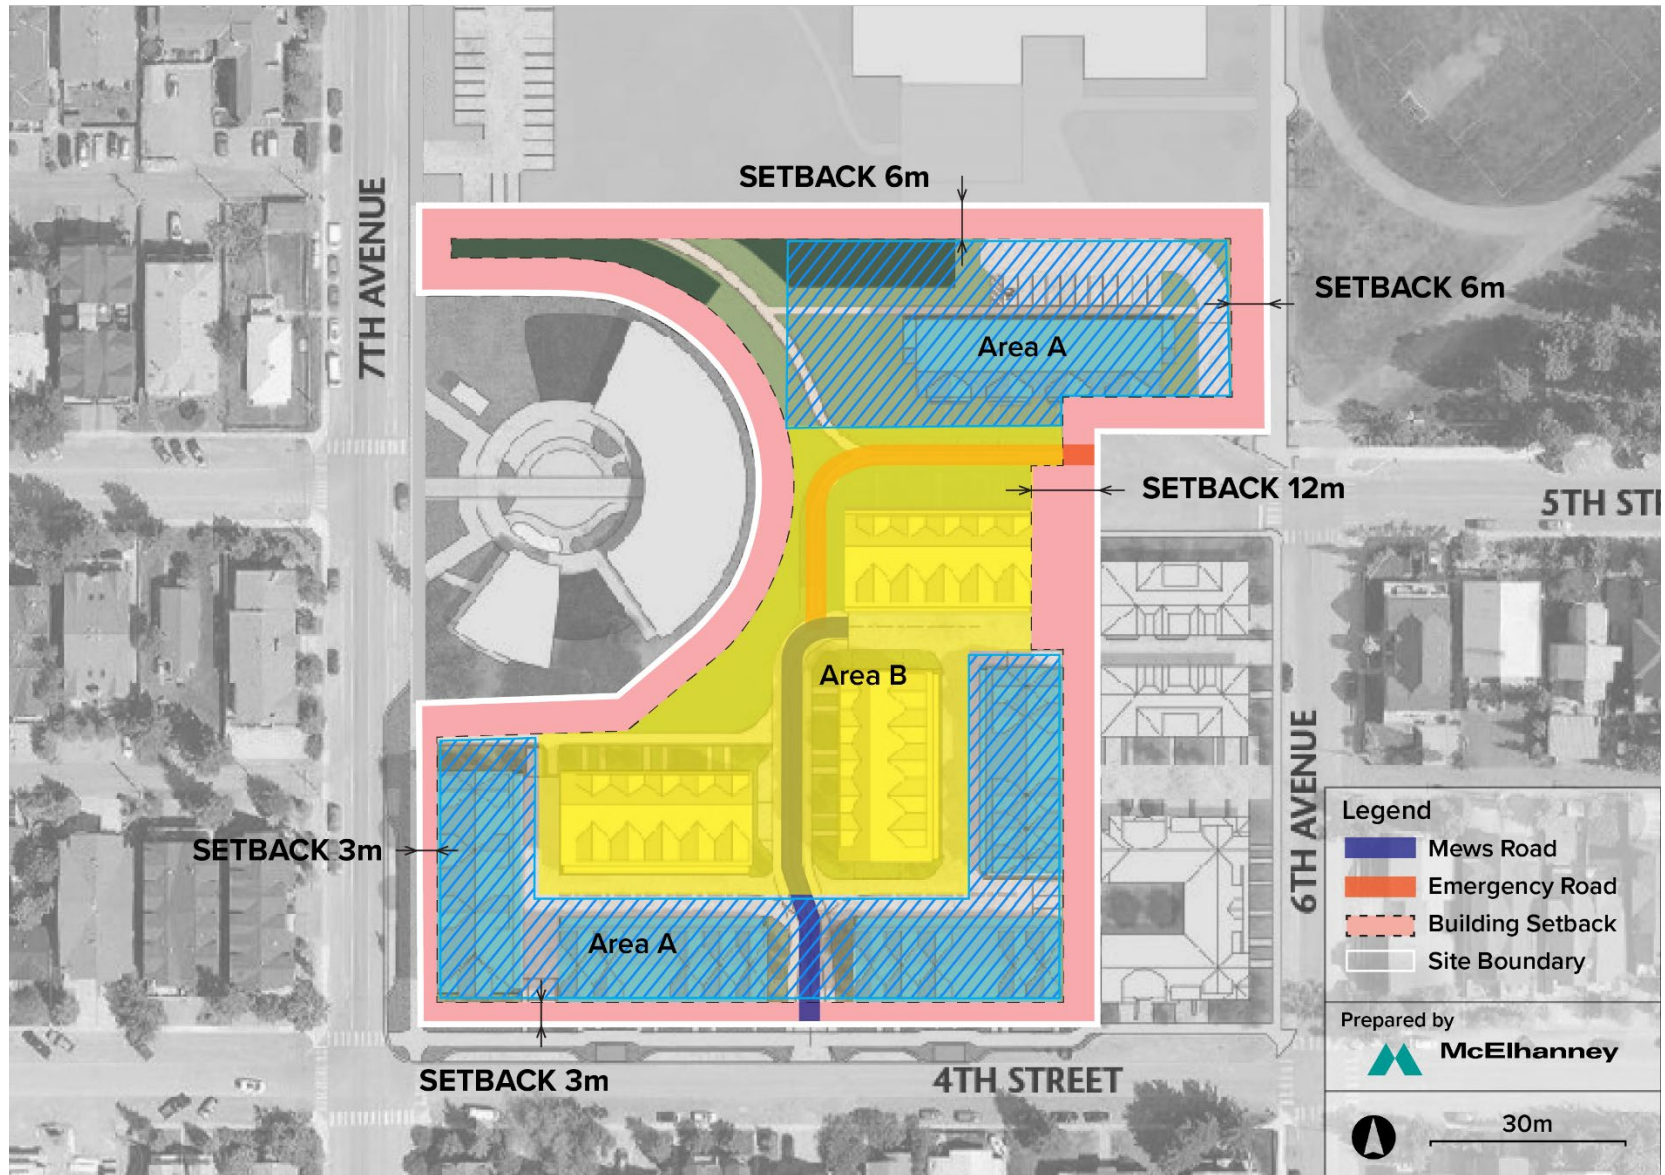 SETBACK 6m
7TH AVENUE
SETBACK 6m
Area A
SETBACK 12m
5TH STR
Area B
6TH AVENUE
SETBACK 3m
Area A
SETBACK 3m
4TH STREET
Legend
Mews Road
Emergency Road
Building Setback
Site Boundary
Prepared by
McElhanney
30m